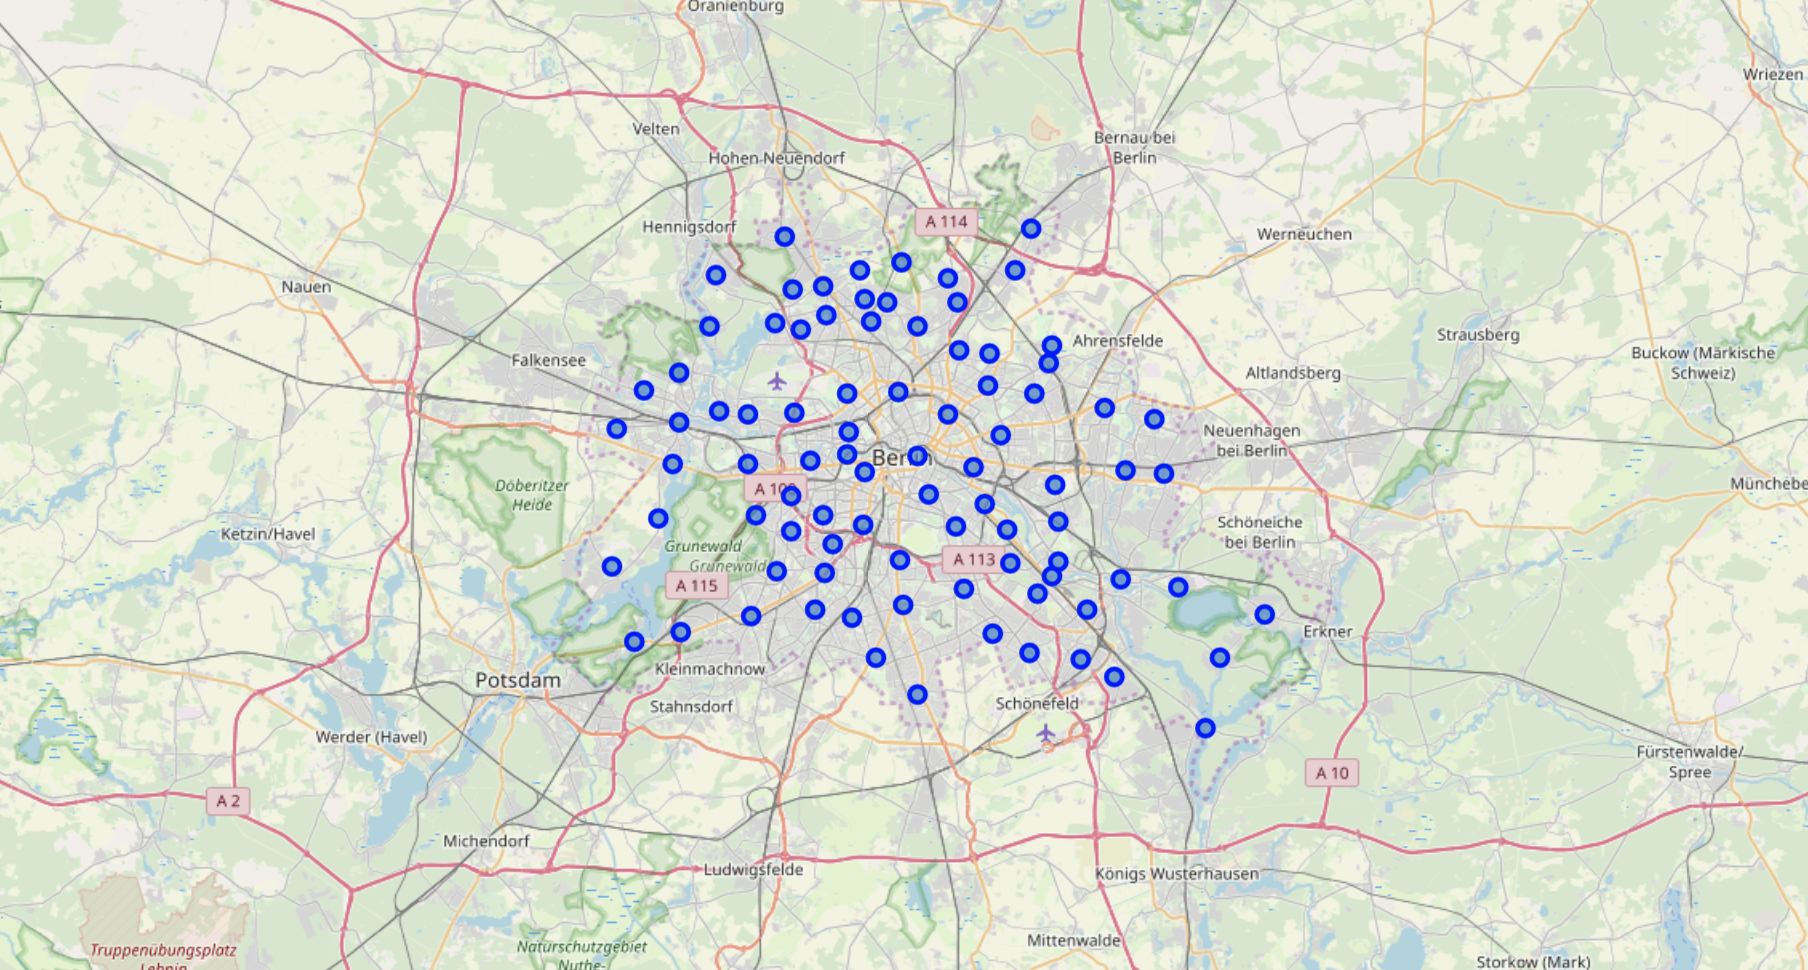 Oranienburg
Wriezen
Velten
Bernau bei
Berlin
Hohen Neuendorf
A 114
Hennigsdorf
Werneuchen
Nauen
Strausberg
Ahrensfelde
Falkensee
Buckow (Märkische
Schweiz)
Altlandsberg
Neuenhagen
bei Berlin
Berlin
Döberitzer
Heide
A 100
Münchebe
Ketzin/Havel
Schöneiche
bei Berlin
Grunewald
Grunewald
A 113
A 115
Erkner
Kleinmachnow
Potsdam
Stahnsdorf
Schönefeld
Werder (Havel)
Fürstenwalde/
Spree
A 10
A 2
Michendorf
Ludwigsfelde
Königs Wusterhausen
Mittenwalde
Naturschutzgebiet
Nuthe-
Truppenübungsplatz
Lehnin
Storkow (Mark)